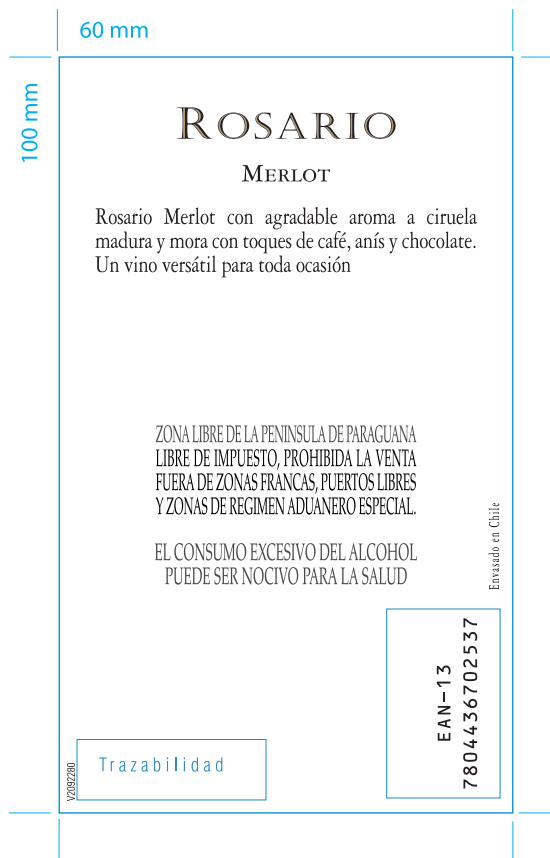 60 mm
100 mm
ROSARIO
MERLOT
Rosario Merlot con agradable aroma a ciruela
madura y mora con toques de café, anís y chocolate.
Un vino versátil para toda ocasión
ZONA LIBRE DE LA PENINSULA DE PARAGUANA
LIBRE DE IMPUESTO, PROHIBIDA LA VENTA
FUERA DE ZONAS FRANCAS, PUERTOS LIBRES
Y ZONAS DE REGIMEN ADUANERO ESPECIAL.
EL CONSUMO EXCESIVO DEL ALCOHOL
PUEDE SER NOCIVO PARA LA SALUD
Envasado en Chile
EAN-13
7804436702537
Trazabilidad
V2092280